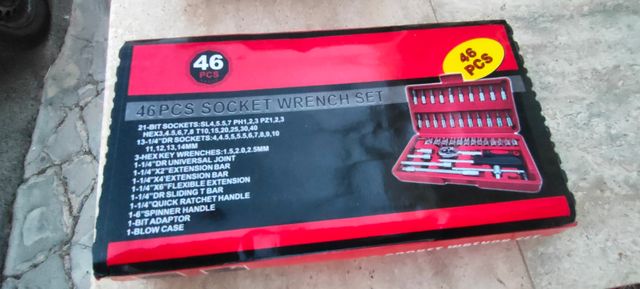 46
PCS
46
PCS
46PCS SOCKET WRENCH SET
21-BIT SOCKETS:SL4,5.5,7 PH1,2,3 PZ1,2,3
HEX3,4,5,6,7,8 T10,15,20,25,30,40
13-1/4"DR SOCKETS:4,4.5,5,5.5,6,7,8,9,10
11,12,13,14MM
3-HEX KEY WRENCHES:1.5,2.0,2.5MM
1-1/4"DR UNIVERSAL JOINT
1-1/4"X2"EXTENSION BAR
1-1/4"X4"EXTENSION BAR
1-1/4"X6"FLEXIBLE EXTENSION
1-1/4"DR SLIDING T BAR
1-1/4"QUICK RATCHET HANDLE
1-6"SPINNER HANDLE
1-BIT ADAPTOR
1-BLOW CASE
SOCKET WRENCH SET